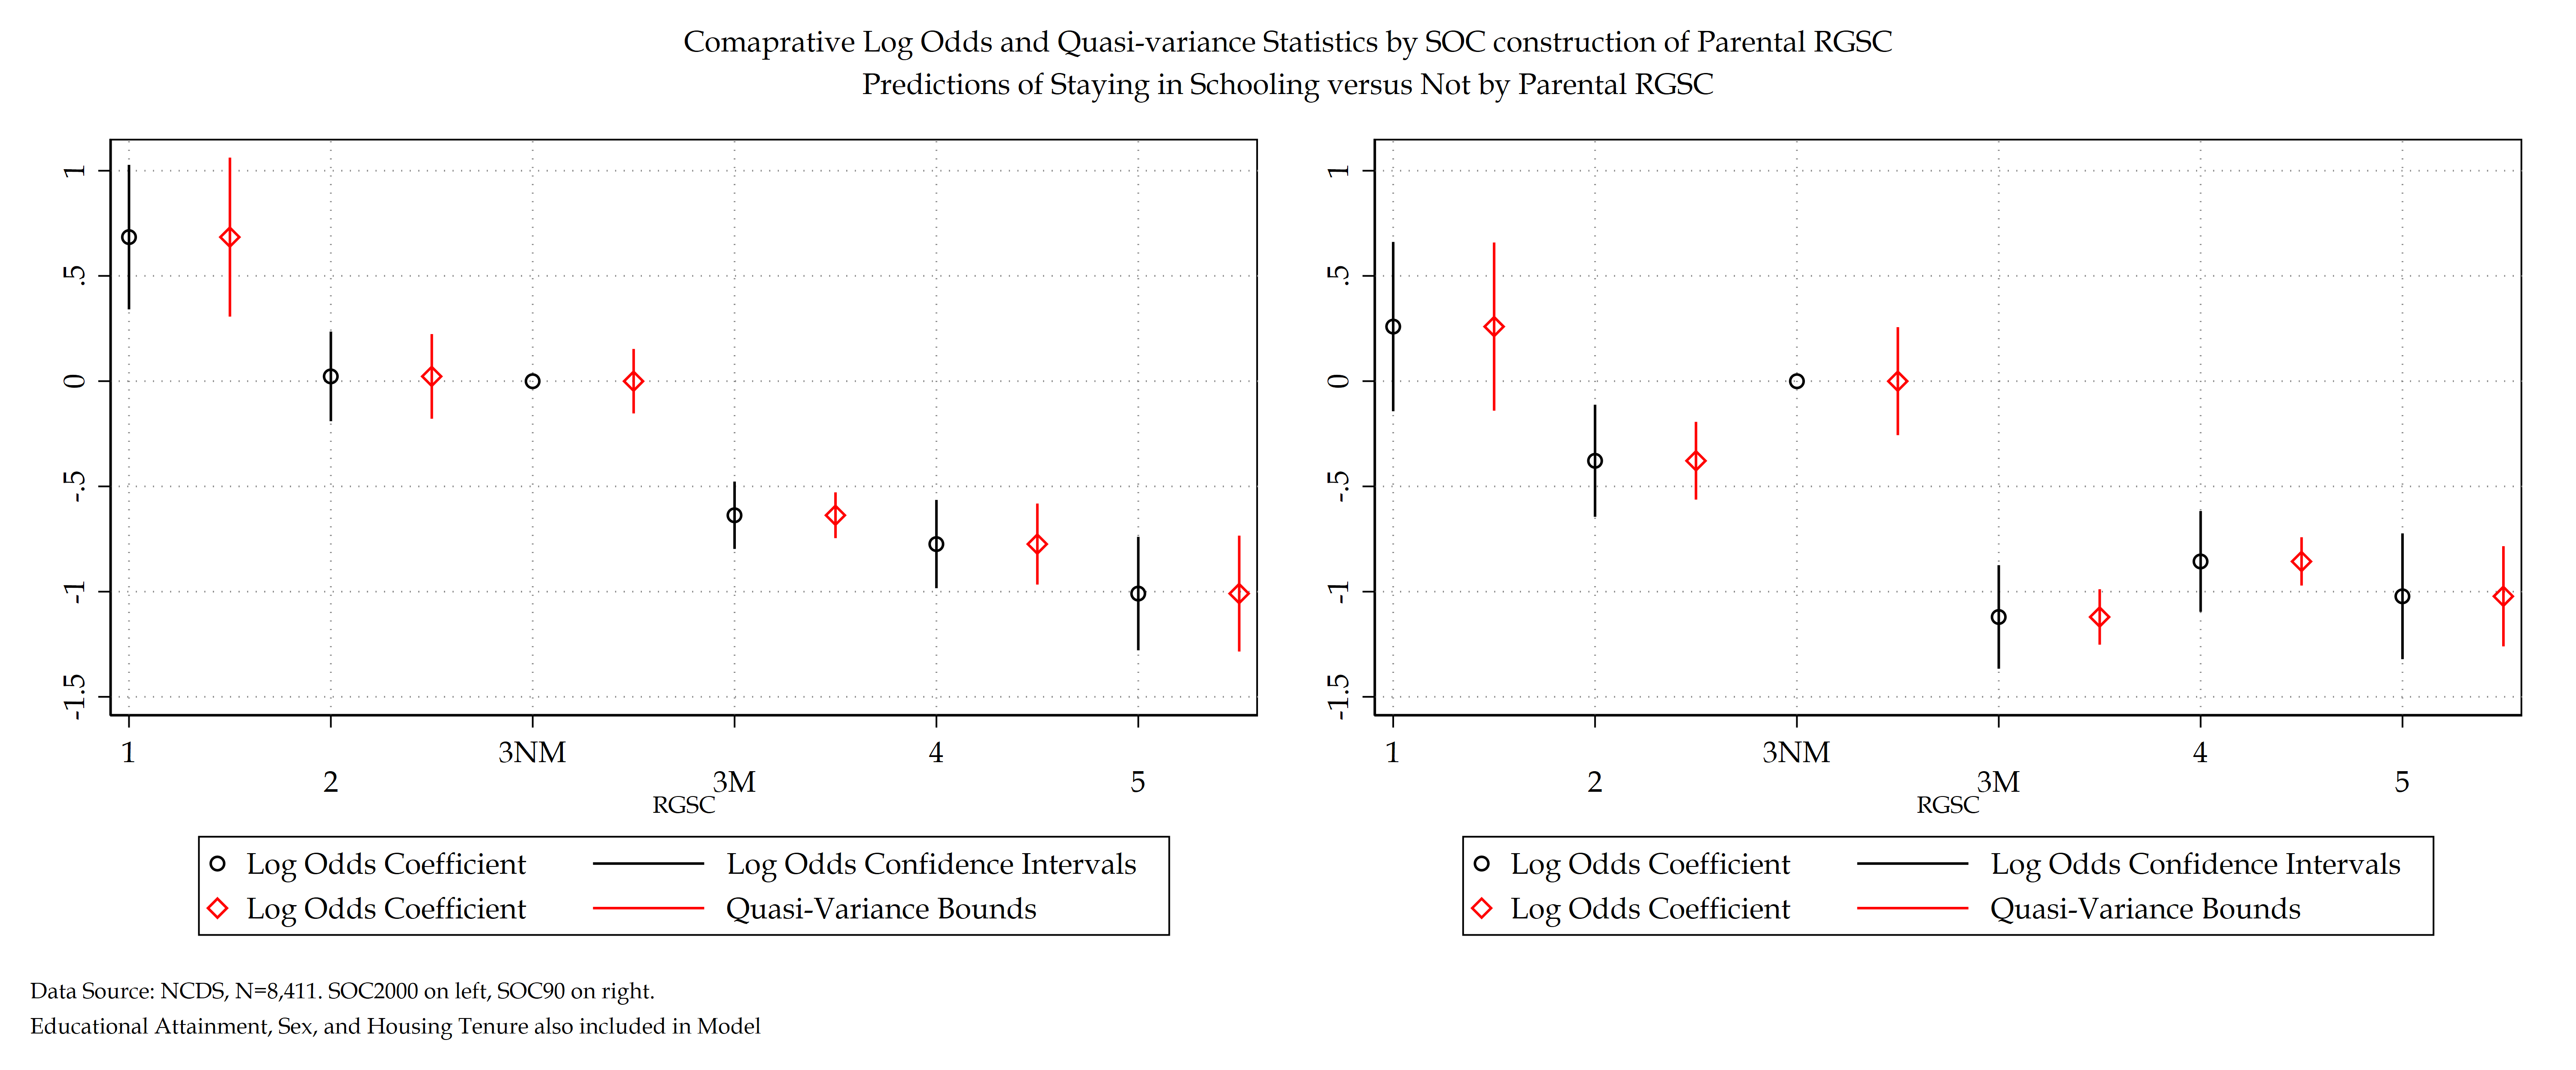 Comaprative Log Odds and Quasi-variance Statistics by SOC construction of Parental RGSC
Predictions of Staying in Schooling versus Not by Parental RGSC
1
.5
0
-.5
-1
-1.5
1
2
3NM
3M
4
5
RGSC
Log Odds Coefficient
Log Odds Confidence Intervals
Log Odds Coefficient
Quasi-Variance Bounds
1
.5
0
-.5
-1
-1.5
1
2
3NM
3M
4
5
RGSC
Log Odds Coefficient
Log Odds Confidence Intervals
Log Odds Coefficient
Quasi-Variance Bounds
Data Source: NCDS, N=8,411. SOC2000 on left, SOC90 on right.
Educational Attainment, Sex, and Housing Tenure also included in Model